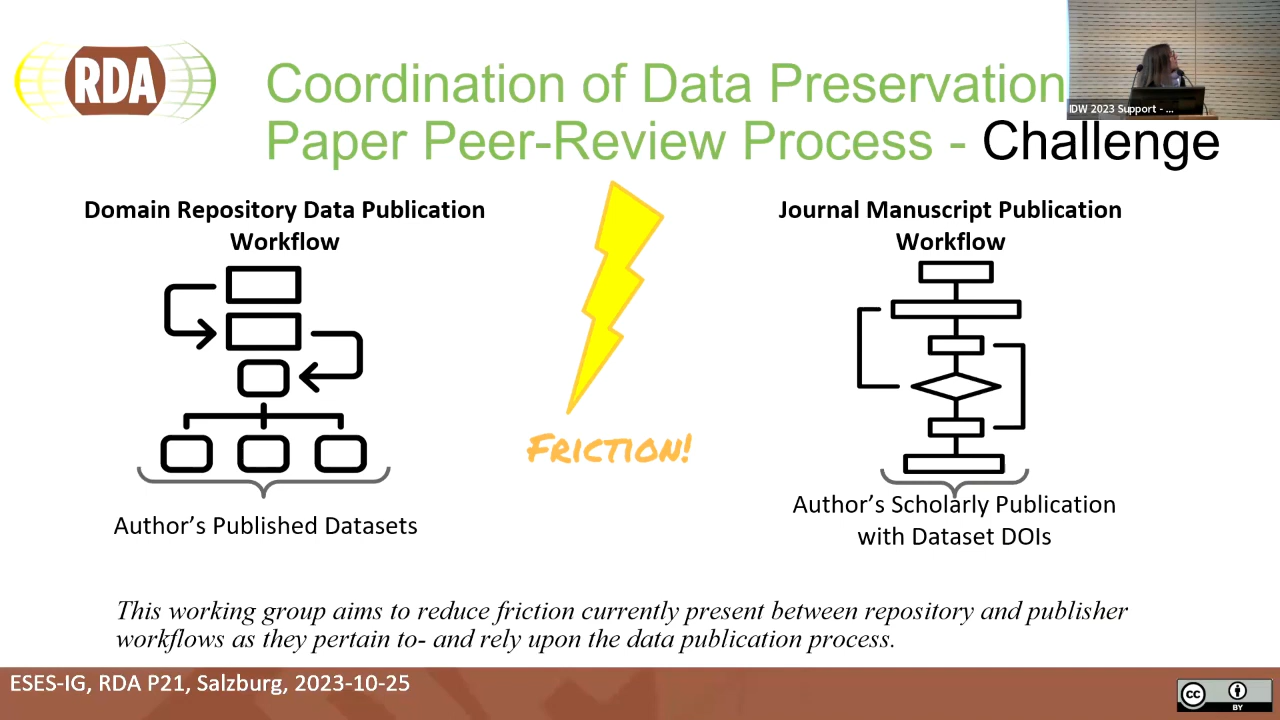 RDA
Coordination of Data Preservation
Paper Peer-Review Process - Challenge
IDW 2023 Support - ...
Domain Repository Data Publication
Workflow
Journal Manuscript Publication
Workflow
FRICTION!
Author's Published Datasets
Author's Scholarly Publication
with Dataset DOIs
This working group aims to reduce friction currently present between repository and publisher
workflows as they pertain to- and rely upon the data publication process.
ESES-IG, RDA P21, Salzburg, 2023-10-25
cc
BY